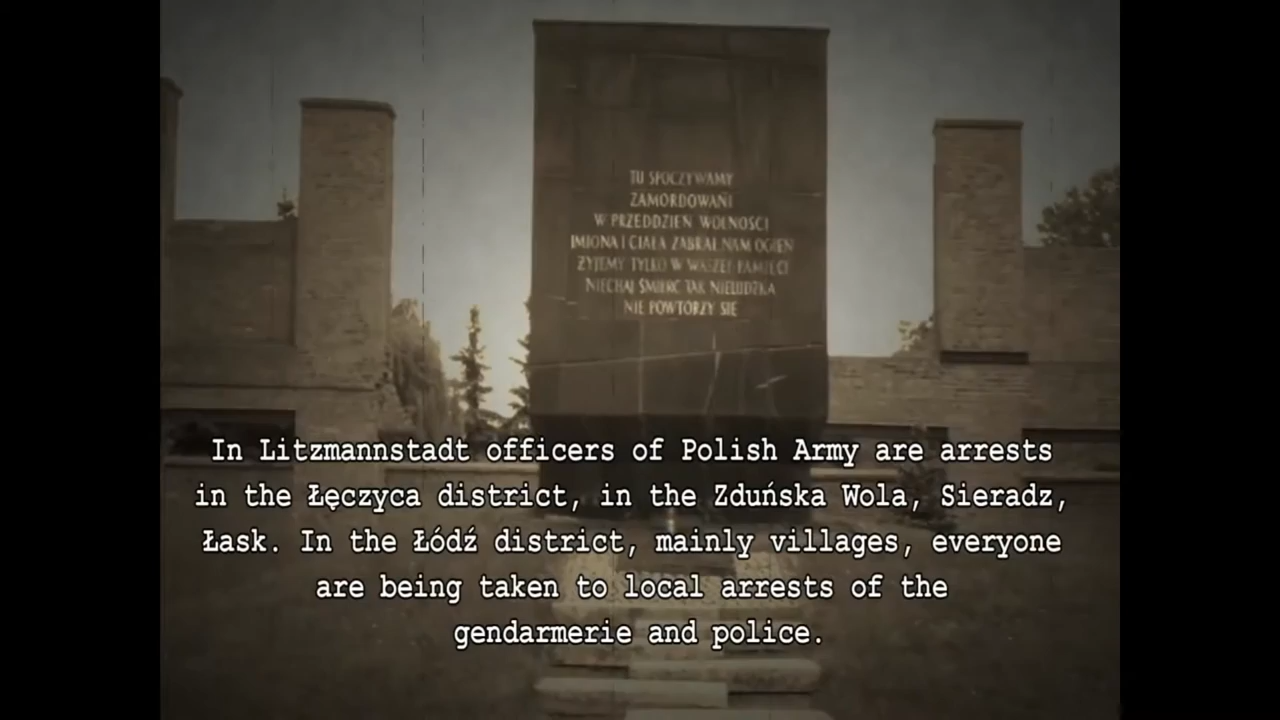 TU SPOCZYWAMY
ZAMORDOWANI
W PRZEDDZIEŃ WOLNOŚCI
IMIONA I CIAŁA ZABRAŁ NAM OGIEŃ
ŻYJEMY TYLKO W WASZEJ PAMIĘCI
NIECHAJ ŚMIERĆ TAK NIELUDZKA
NIE POWTÓRZY SIĘ
In Litzmannstadt officers of Polish Army are arrests
in the Łęczyca district, in the Zduńska Wola, Sieradz,
Łask. In the Łódź district, mainly villages, everyone
are being taken to local arrests of the
gendarmerie and police.